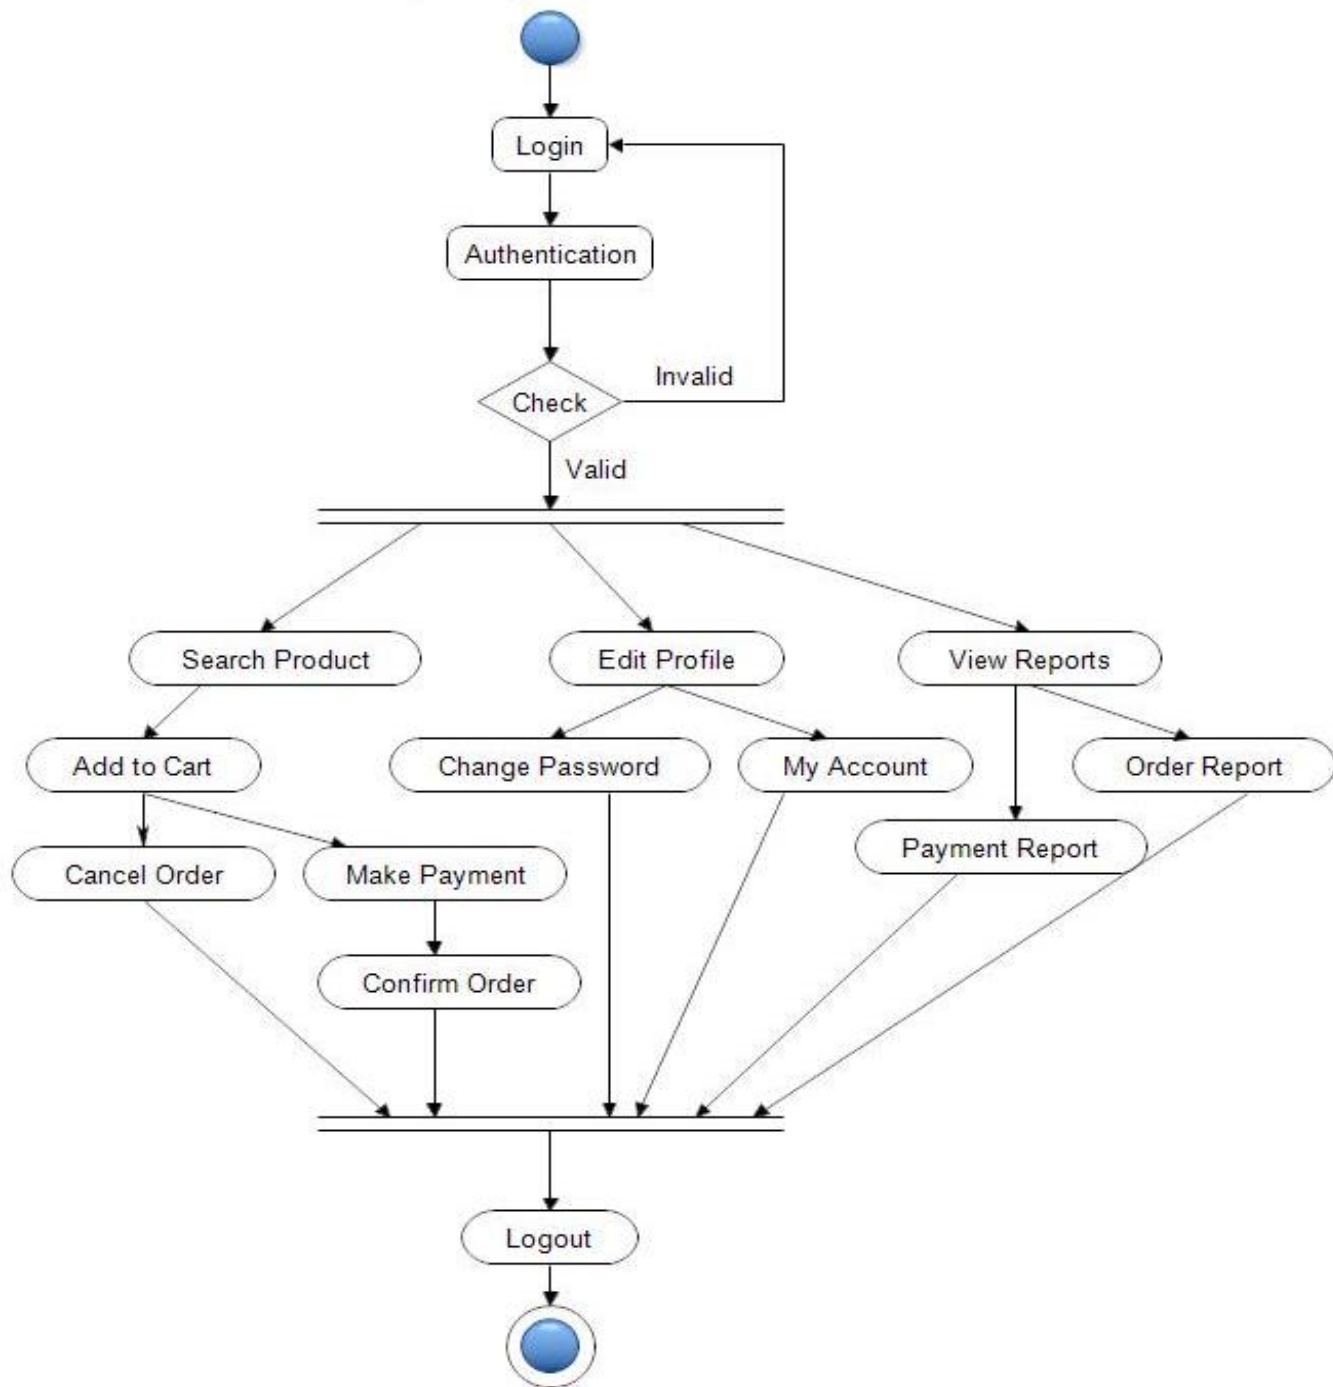 Login
Authentication
Invalid
Check
Valid
Search Product
Edit Profile
View Reports
Add to Cart
Change Password
My Account
Order Report
Payment Report
Cancel Order
Make Payment
Confirm Order
Logout